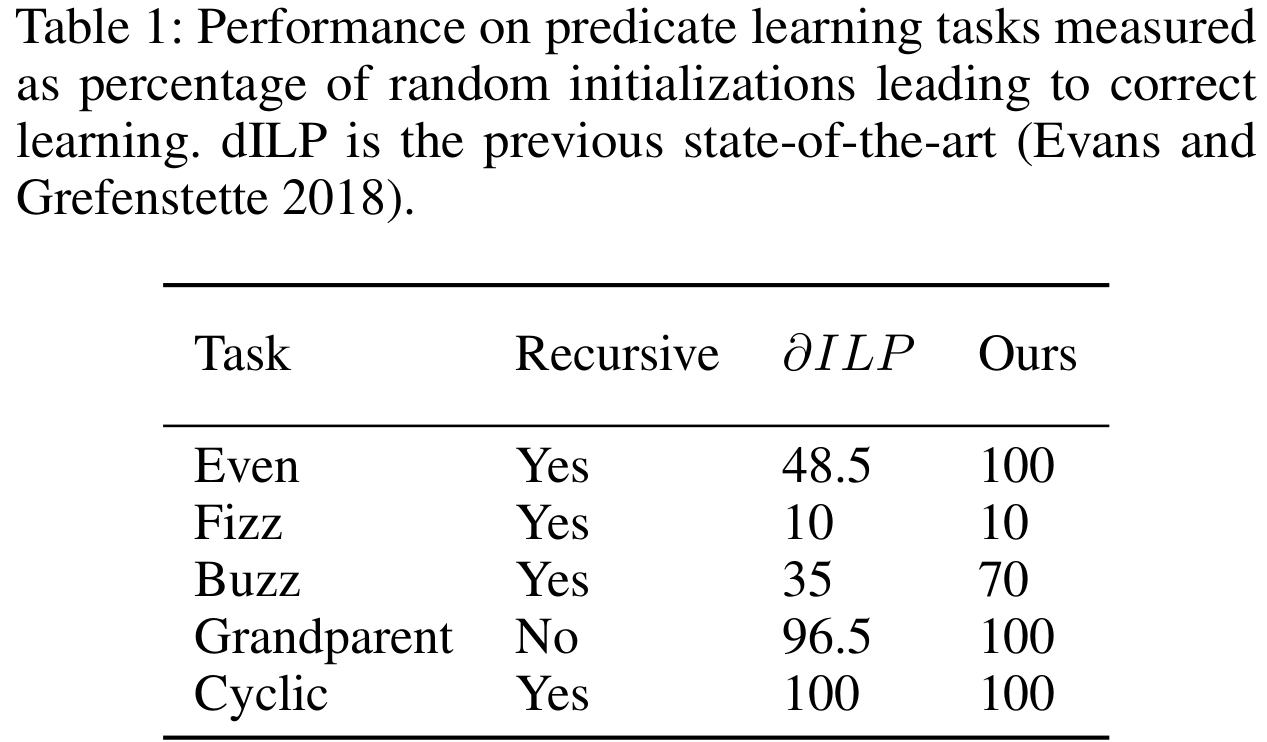 Table 1: Performance on predicate learning tasks measured
as percentage of random initializations leading to correct
learning. dILP is the previous state-of-the-art (Evans and
Grefenstette 2018).
Task Recursive ∂ILP Ours
Even Yes 48.5 100
Fizz Yes 10 10
Buzz Yes 35 70
Grandparent No 96.5 100
Cyclic Yes 100 100